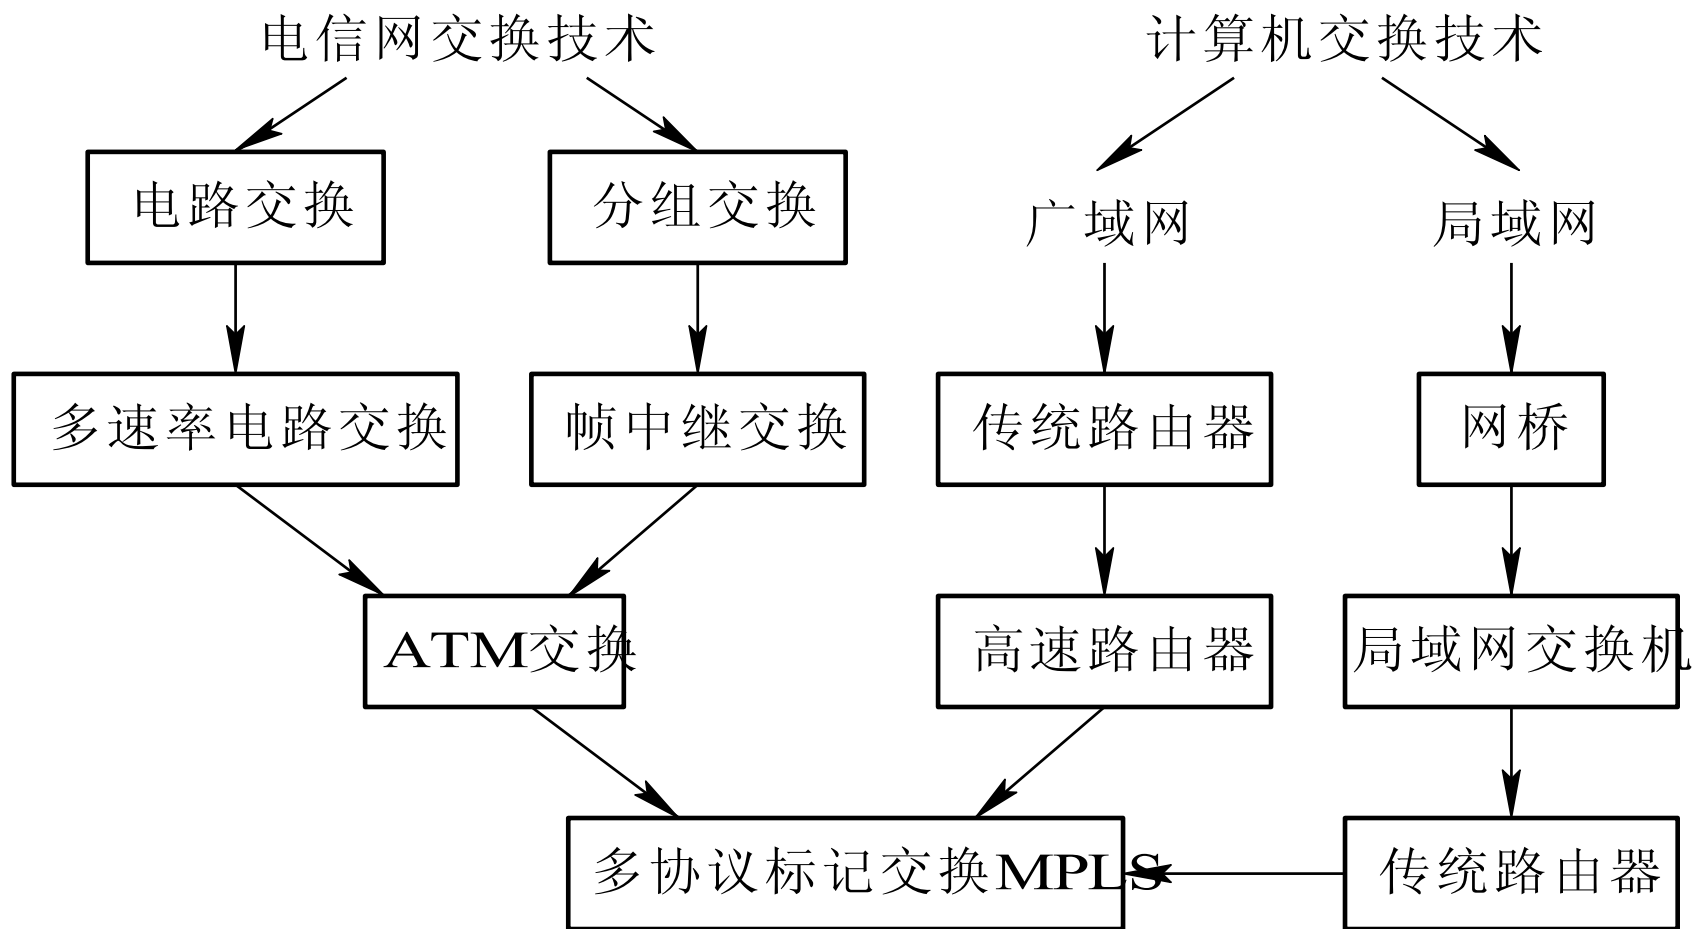 电信网交换技术
计算机交换技术
电路交换
分组交换
广域网
局域网
多速率电路交换
帧中继交换
传统路由器
网桥
ATM交换
高速路由器
局域网交换机
多协议标记交换MPLS
传统路由器